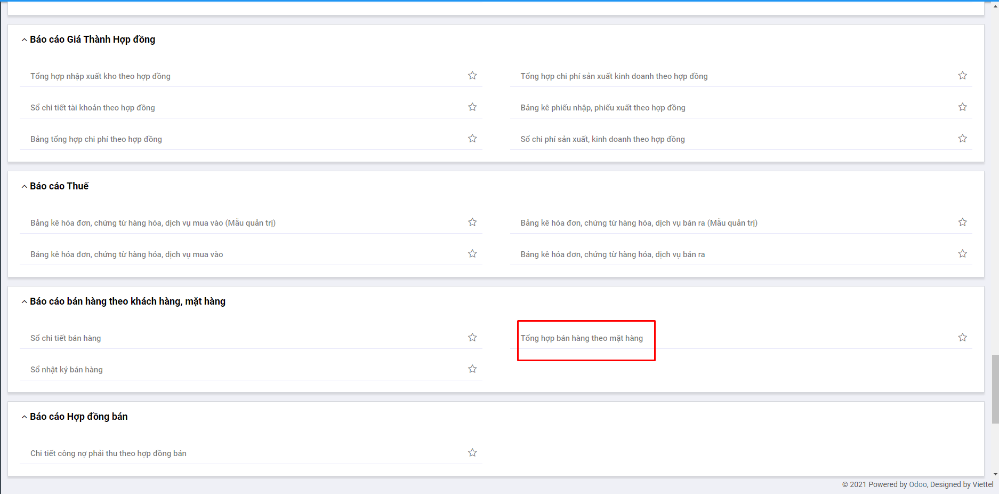 Báo cáo Giá Thành Hợp đồng
Tổng hợp nhập xuất kho theo hợp đồng
Tổng hợp chi phí sản xuất kinh doanh theo hợp đồng
Sổ chi tiết tài khoản theo hợp đồng
Bảng kê phiếu nhập, phiếu xuất theo hợp đồng
Bảng tổng hợp chi phí theo hợp đồng
Sổ chi phí sản xuất, kinh doanh theo hợp đồng
Báo cáo Thuế
Bảng kê hóa đơn, chứng từ hàng hóa, dịch vụ mua vào (Mẫu quản trị)
Bảng kê hóa đơn, chứng từ hàng hóa, dịch vụ bán ra (Mẫu quản trị)
Bảng kê hóa đơn, chứng từ hàng hóa, dịch vụ mua vào
Bảng kê hóa đơn, chứng từ hàng hóa, dịch vụ bán ra
Báo cáo bán hàng theo khách hàng, mặt hàng
Sổ chi tiết bán hàng
Tổng hợp bán hàng theo mặt hàng
Sổ nhật ký bán hàng
Báo cáo Hợp đồng bán
Chi tiết công nợ phải thu theo hợp đồng bán
© 2021 Powered by Odoo, Designed by Viettel